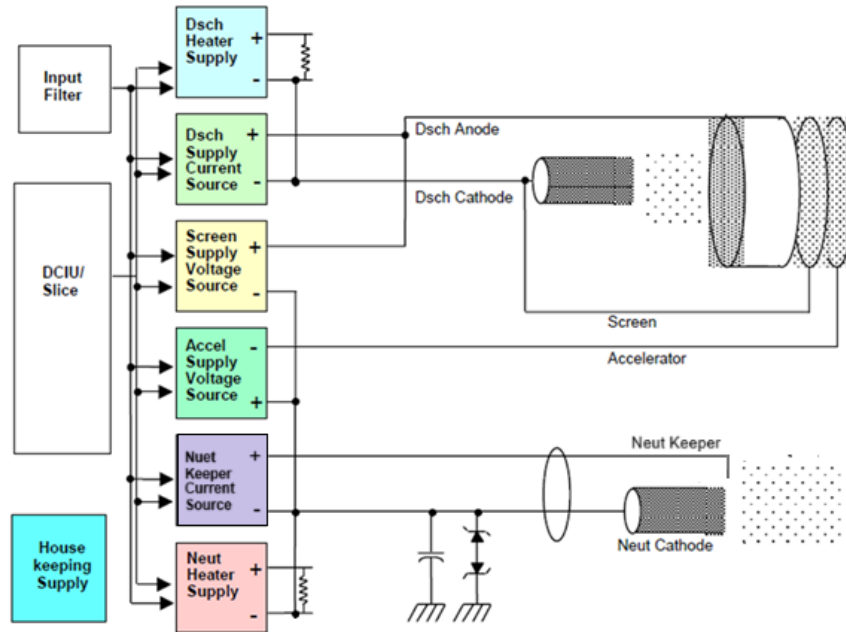 Input
Filter
DCIU/
Slice
House
keeping
Supply
Dsch
Heater
Supply
+
-
Dsch
Supply
Current
Source
+
-
Screen
Supply
Voltage
Source
+
-
Accel
Supply
Voltage
Source
-
+
Nuet
Keeper
Current
Source
+
-
Neut
Heater
Supply
+
-
Dsch Anode
Dsch Cathode
Screen
Accelerator
Neut Keeper
Neut Cathode